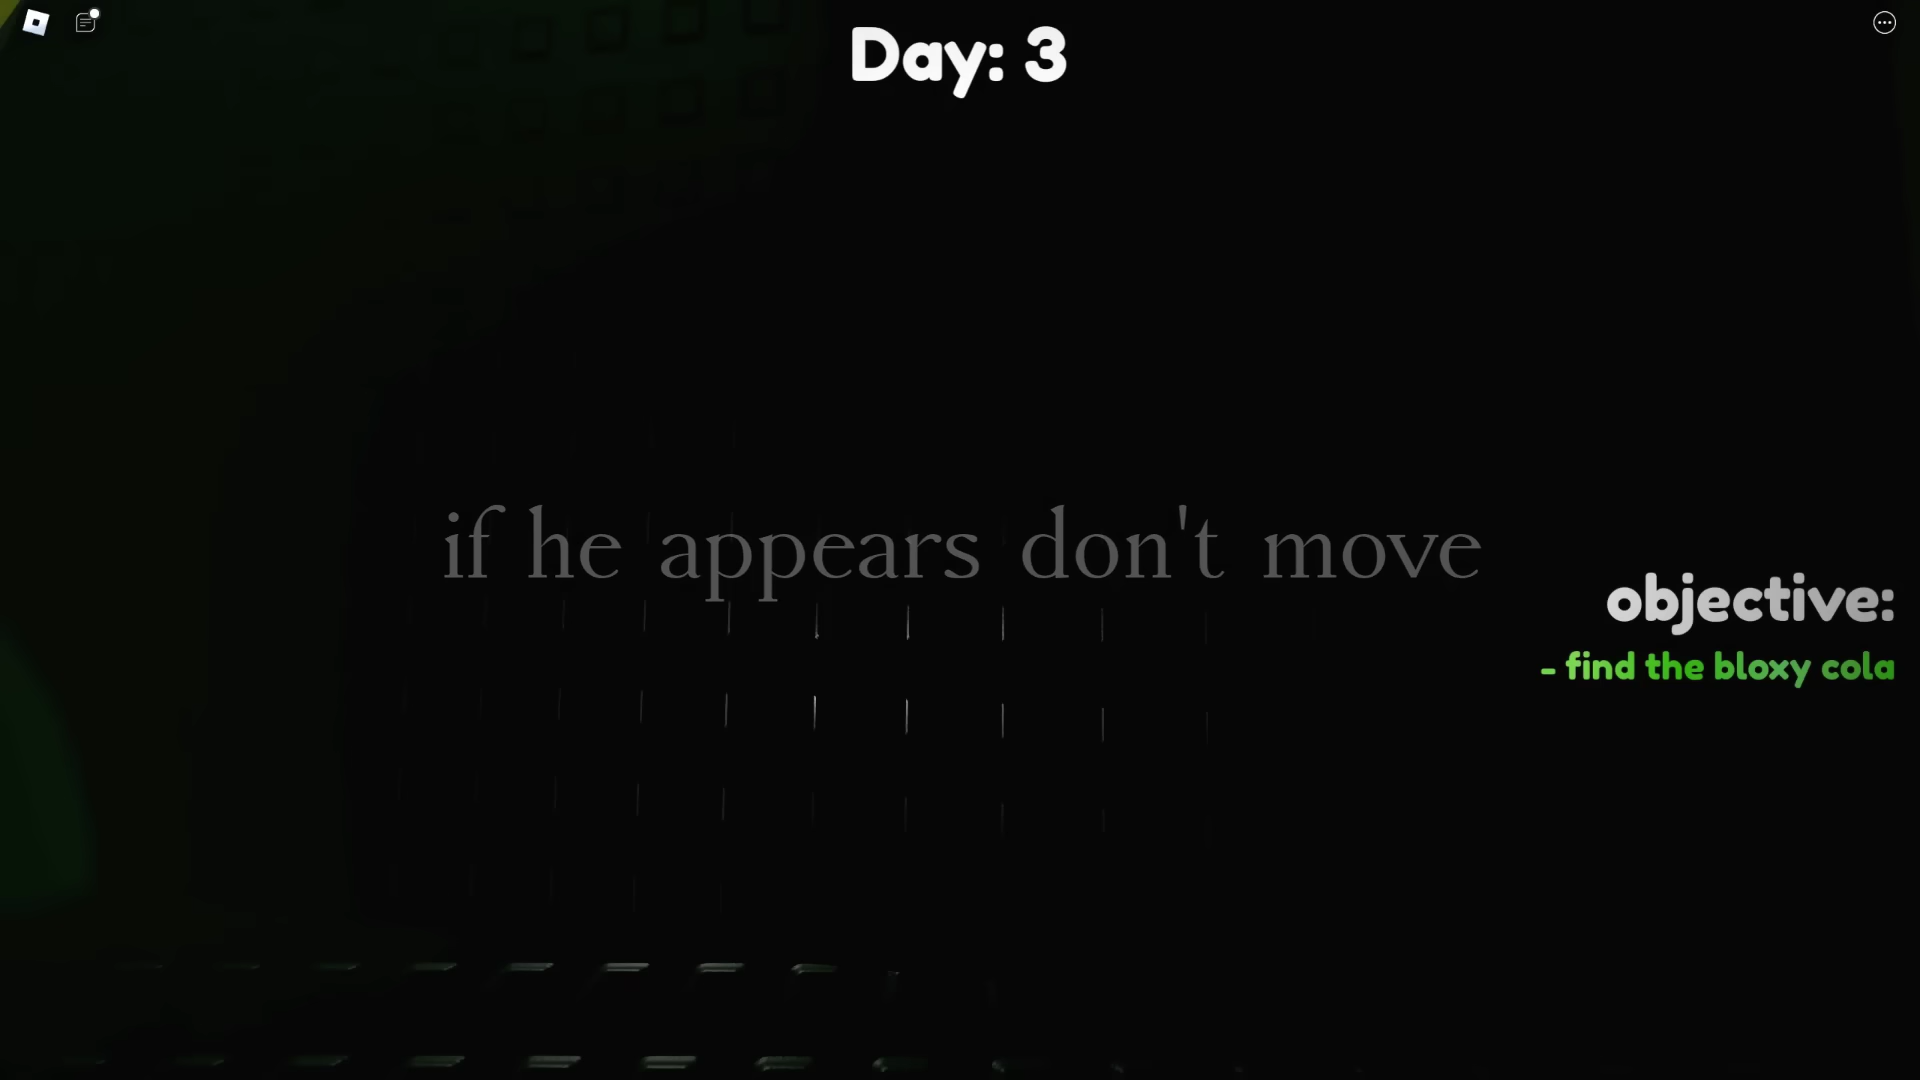 Day: 3
if he appears don't move
objective:
- find the bloxy cola